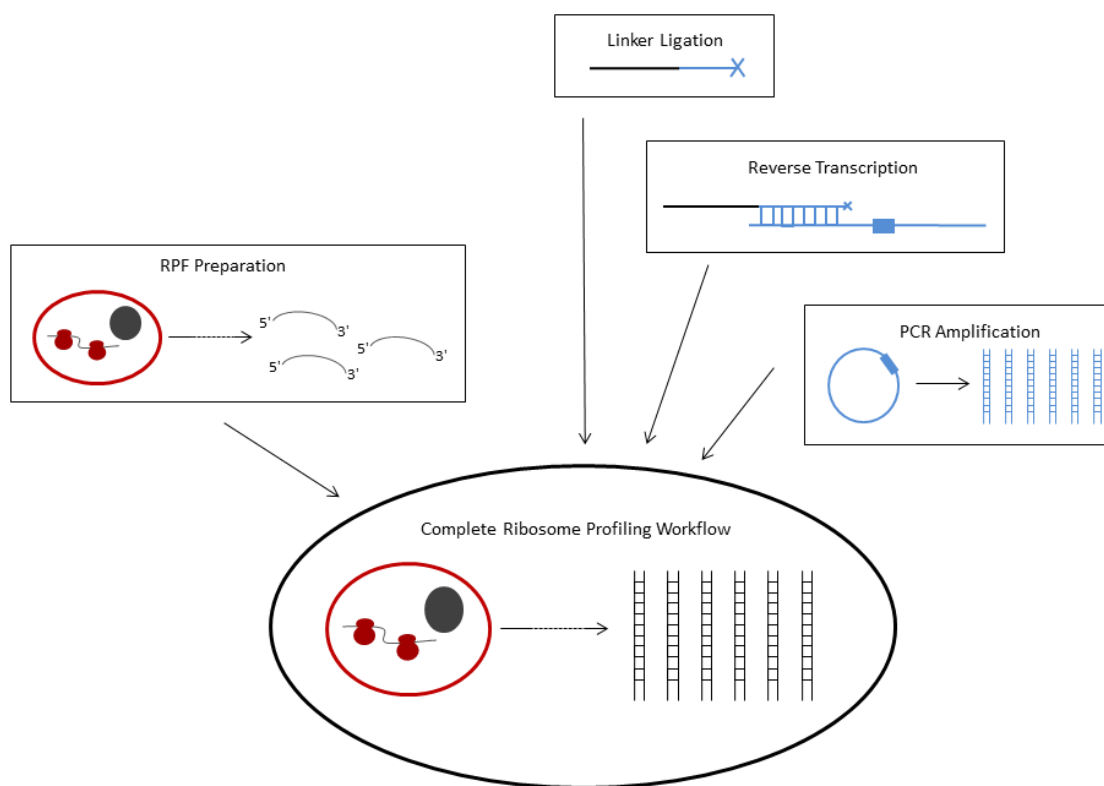 Linker Ligation
Reverse Transcription
RPF Preparation
5'
3'
5'
3'
5'
3'
PCR Amplification
Complete Ribosome Profiling Workflow